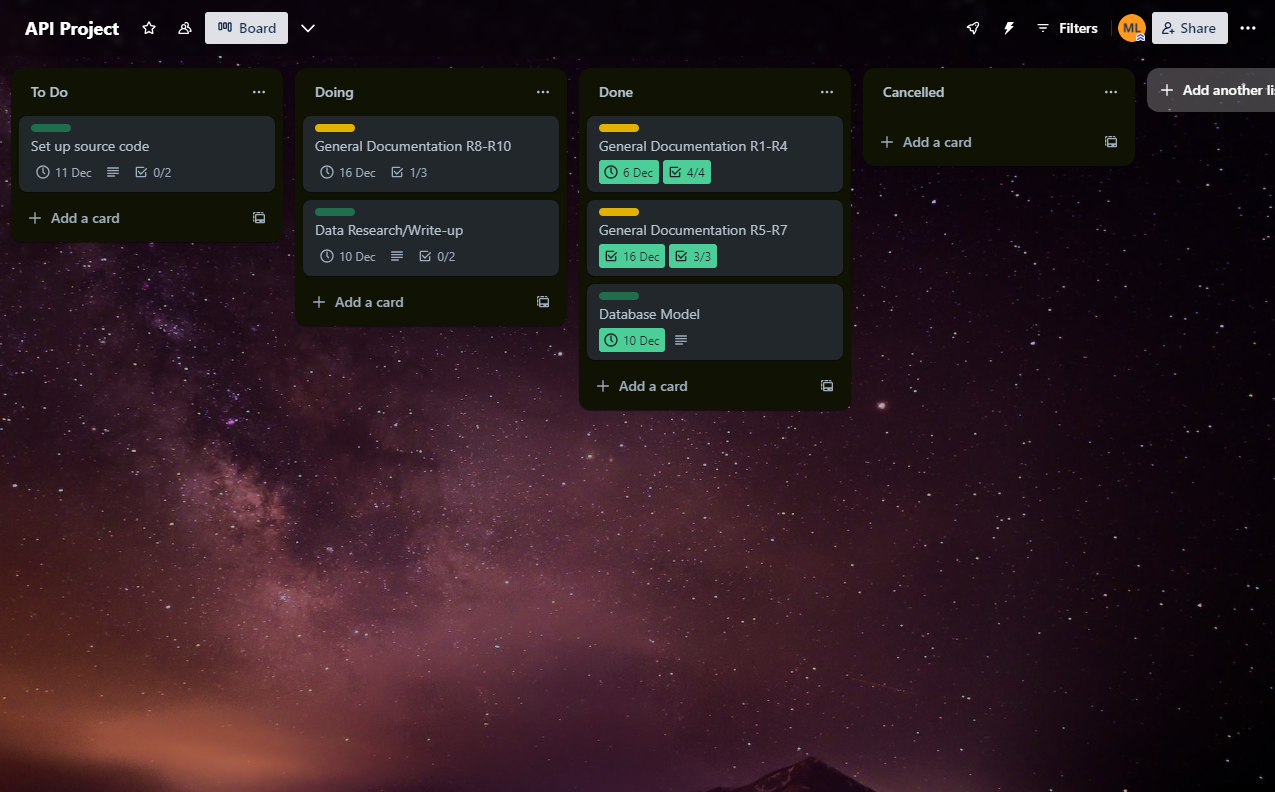 API Project
Board
Filters
ML
Share
To Do
Set up source code
11 Dec
0/2
Add a card
Doing
General Documentation R8-R10
16 Dec
1/3
Data Research/Write-up
10 Dec
0/2
Add a card
Done
General Documentation R1-R4
6 Dec
4/4
General Documentation R5-R7
16 Dec
3/3
Database Model
10 Dec
Add a card
Cancelled
Add a card
Add another li